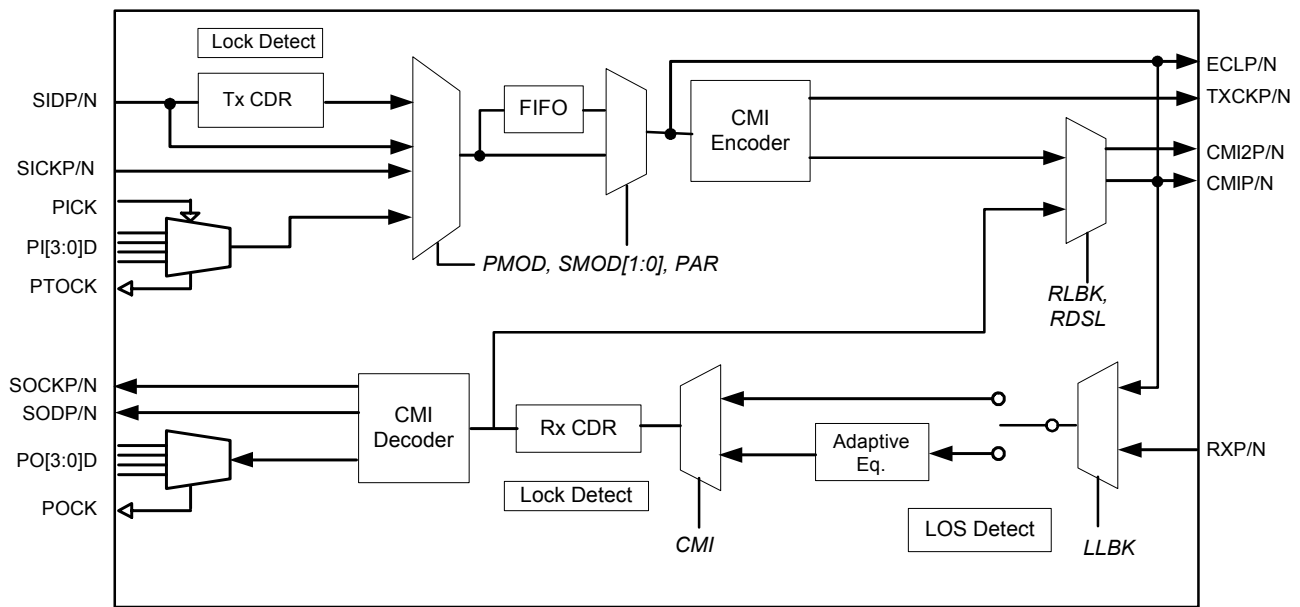 Lock Detect
SIDP/N
Tx CDR
FIFO
CMI
Encoder
ECLP/N
TXCKP/N
CMI2P/N
CMIP/N
SICKP/N
PICK
PI[3:0]D
PTOCK
PMOD, SMOD[1:0], PAR
RLBK,
RDSL
SOCKP/N
SODP/N
PO[3:0]D
POCK
CMI
Decoder
Rx CDR
Lock Detect
CMI
Adaptive
Eq.
LOS Detect
LLBK
RXP/N